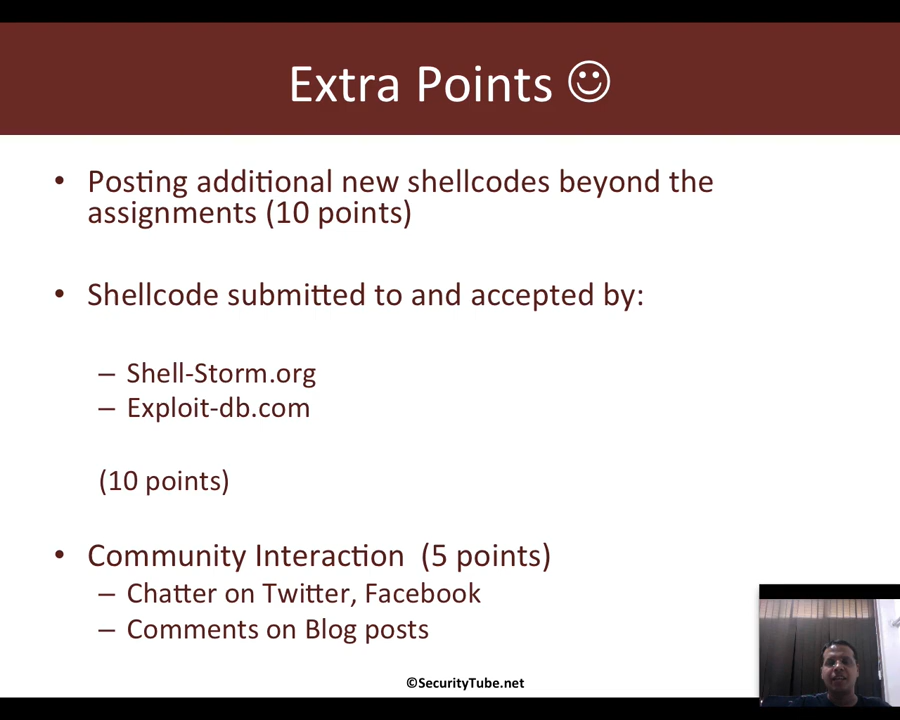 Extra Points ☺
• Posting additional new shellcodes beyond the
assignments (10 points)
• Shellcode submitted to and accepted by:
– Shell-Storm.org
– Exploit-db.com
(10 points)
• Community Interaction (5 points)
– Chatter on Twitter, Facebook
– Comments on Blog posts
©SecurityTube.net